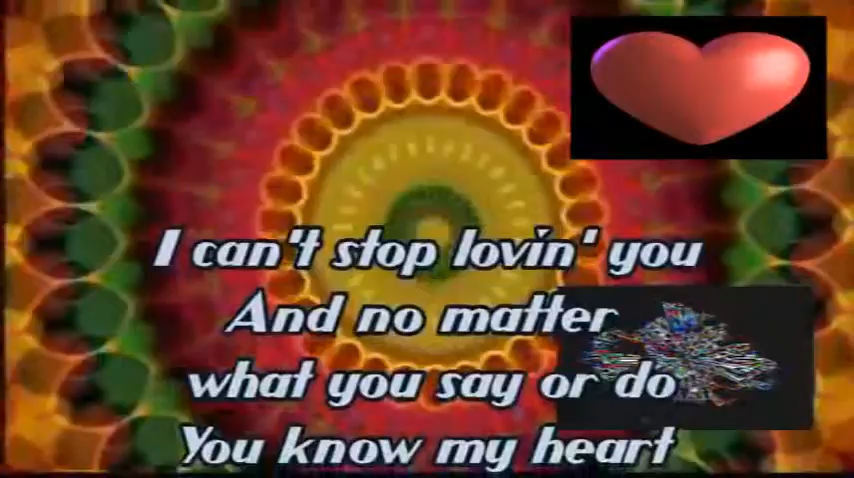 I can't stop lovin' you
And no matter
what you say or do
You know my heart